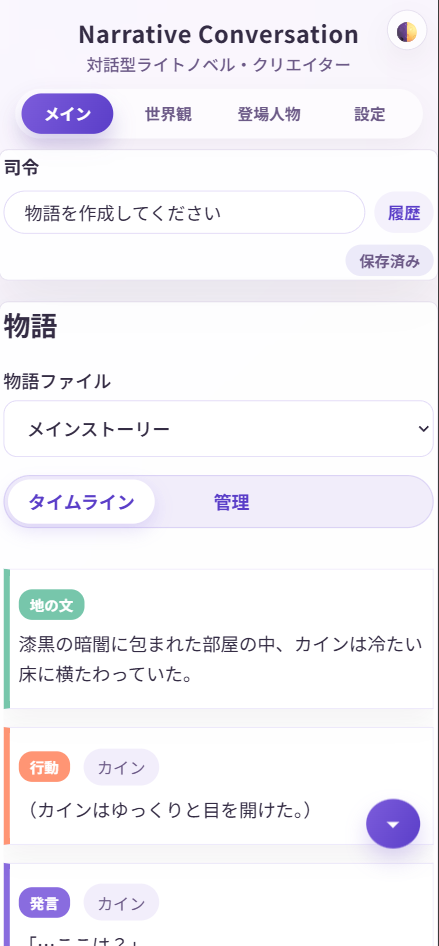 Narrative Conversation
対話型ライトノベル・クリエイター
メイン 世界観 登場人物 設定
司令
物語を作成してください 履歴
保存済み
物語
物語ファイル
メインストーリー
タイムライン 管理
地の文
漆黒の暗闇に包まれた部屋の中、カインは冷たい
床に横たわっていた。
行動 カイン
（カインはゆっくりと目を開けた。）
発言 カイン
「…ここは？」